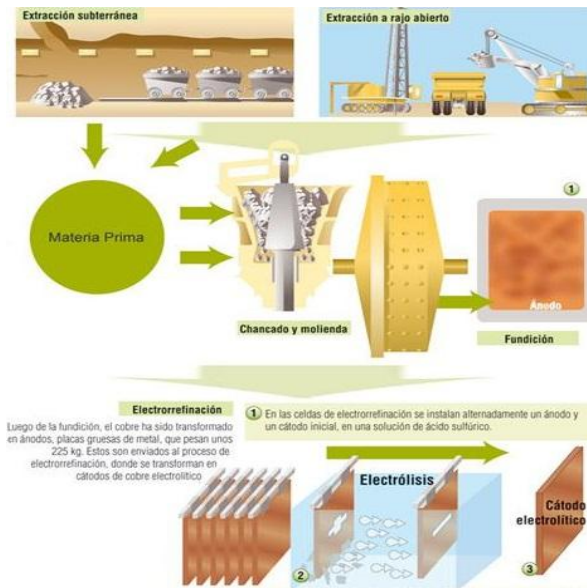 Extracción subterránea
Extracción a rajo abierto
Materia Prima
1
Ánodo
Chancado y molienda
Fundición
Electrorrefinación
Luego de la fundición, el cobre ha sido transformado
en ánodos, placas gruesas de metal, que pesan unos
225 kg. Estos son enviados al proceso de
electrorrefinación, donde se transforman en
cátodos de cobre electrolítico
1 En las celdas de electrorrefinación se instalan alternadamente un ánodo y
un cátodo inicial, en una solución de ácido sulfúrico.
Electrólisis
Cátodo
electrolítico
2
3